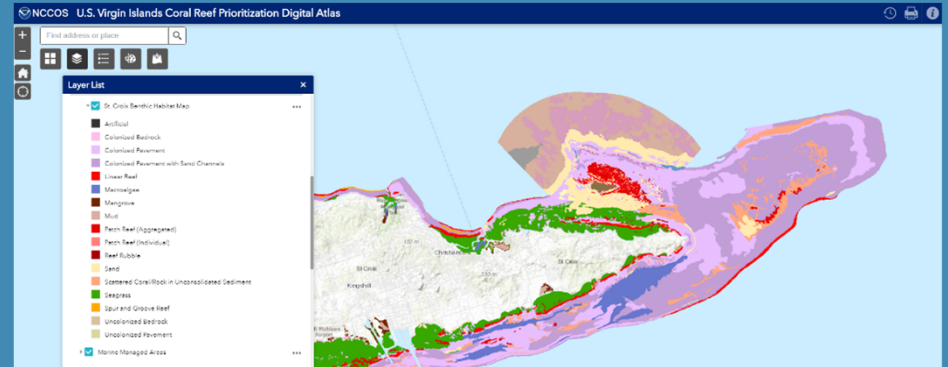 NCCOS U.S. Virgin Islands Coral Reef Prioritization Digital Atlas
+
−
Find address or place
Layer List
×
St. Croix Benthic Habitat Map
...
Artificial
Colonized Bedrock
Colonized Pavement
Colonized Pavement with Sand Channels
Linear Reef
Macroalgae
Mangrove
Mud
Patch Reef (Aggregated)
Patch Reef (Individual)
Reef Rubble
Sand
Scattered Coral/Rock in Unconsolidated Sediment
Seagrass
Spur and Groove Reef
Uncolonized Bedrock
Uncolonized Pavement
Marine Managed Areas
...
St Croix
Kingshill
St Croix